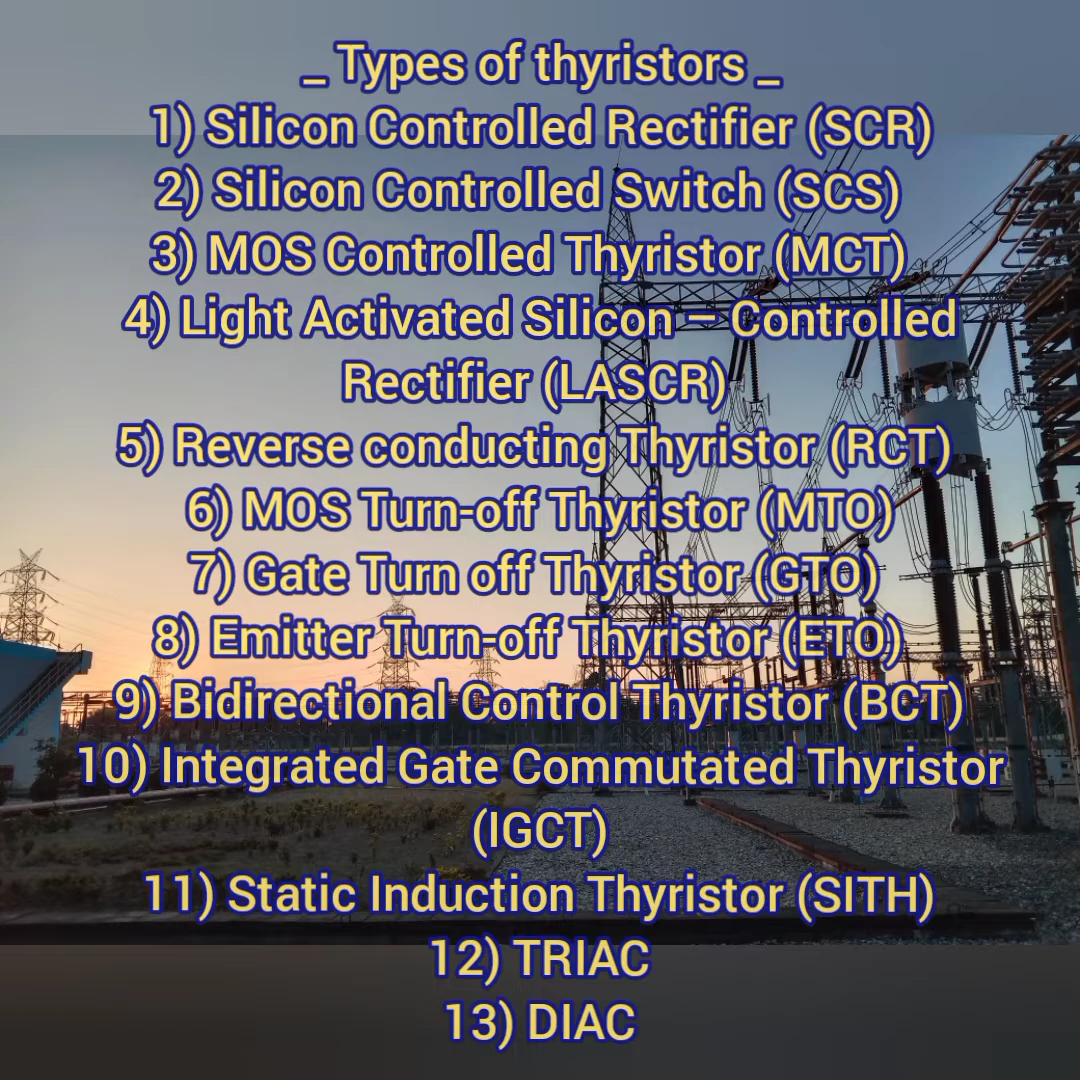 _ Types of thyristors _
1) Silicon Controlled Rectifier (SCR)
2) Silicon Controlled Switch (SCS)
3) MOS Controlled Thyristor (MCT)
4) Light Activated Silicon – Controlled
Rectifier (LASCR)
5) Reverse conducting Thyristor (RCT)
6) MOS Turn-off Thyristor (MTO)
7) Gate Turn off Thyristor (GTO)
8) Emitter Turn-off Thyristor (ETO)
9) Bidirectional Control Thyristor (BCT)
10) Integrated Gate Commutated Thyristor
(IGCT)
11) Static Induction Thyristor (SITH)
12) TRIAC
13) DIAC